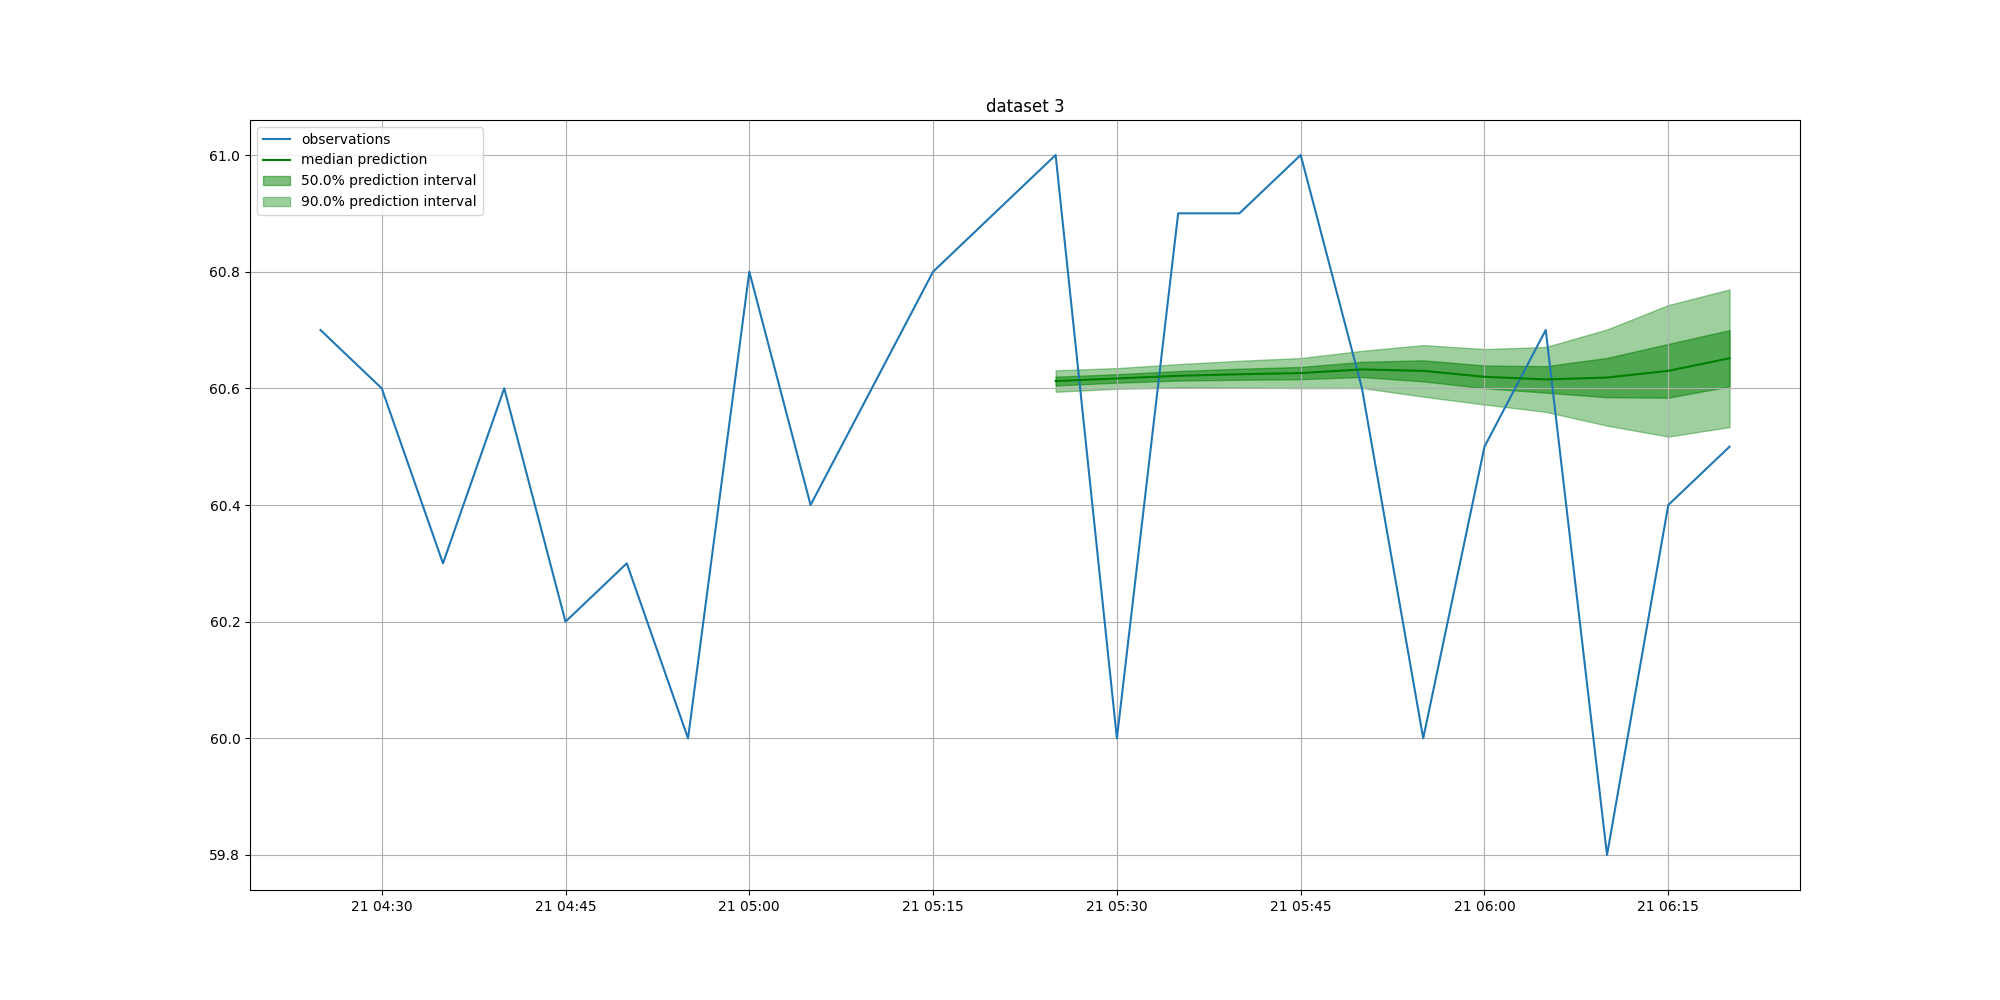 dataset 3
observations
median prediction
50.0% prediction interval
90.0% prediction interval
61.0
60.8
60.6
60.4
60.2
60.0
59.8
21 04:30 21 04:45 21 05:00 21 05:15 21 05:30 21 05:45 21 06:00 21 06:15